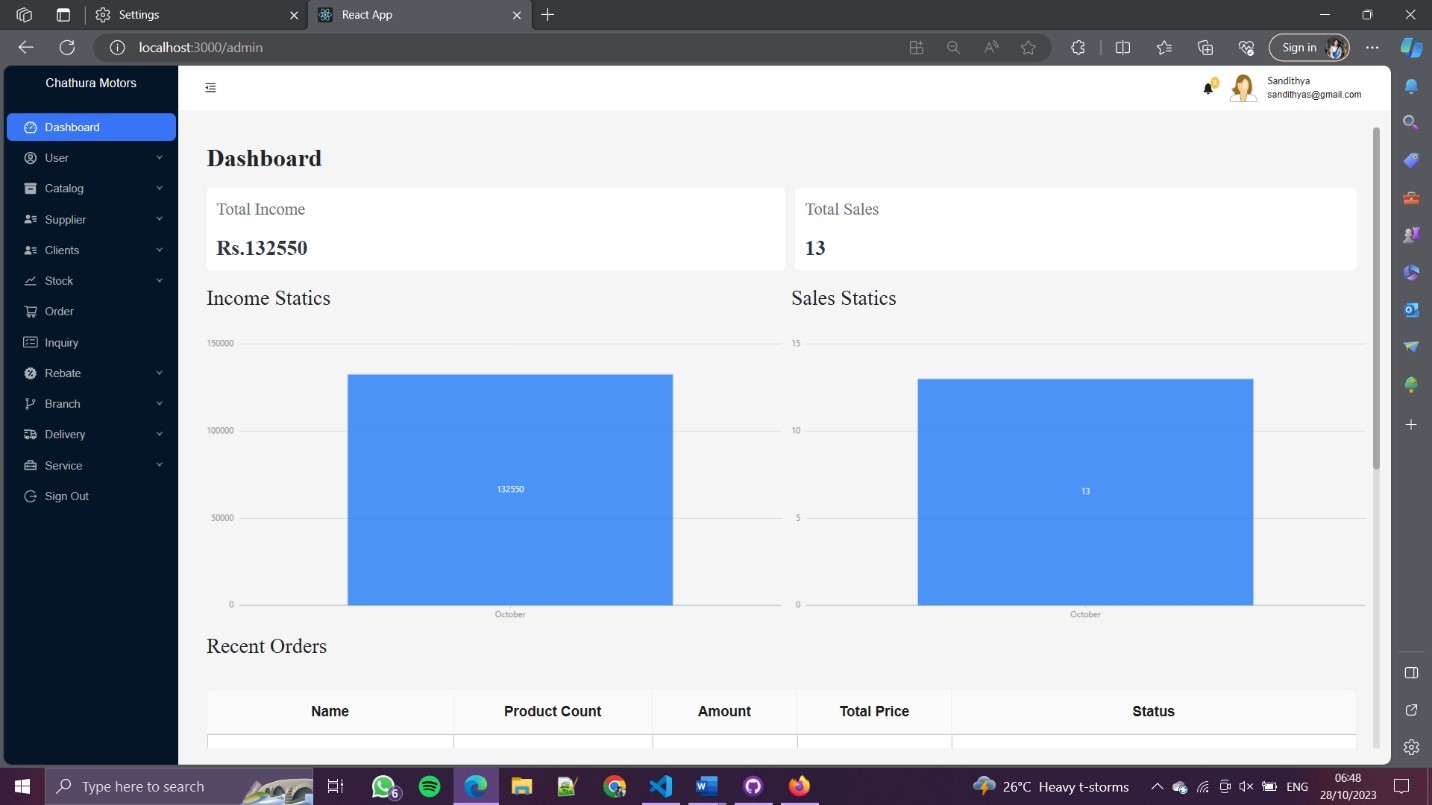 Settings
React App
localhost:3000/admin
Sign in
Chathura Motors
Sandithya
sandithyas@gmail.com
Dashboard
User
Catalog
Supplier
Clients
Stock
Order
Inquiry
Rebate
Branch
Delivery
Service
Sign Out
Dashboard
Total Income
Rs.132550
Total Sales
13
Income Statics
150000
100000
50000
0
132550
October
Sales Statics
15
10
5
0
13
October
Recent Orders
Name Product Count Amount Total Price Status
Type here to search
6
26°C Heavy t-storms
ENG
06:48
28/10/2023